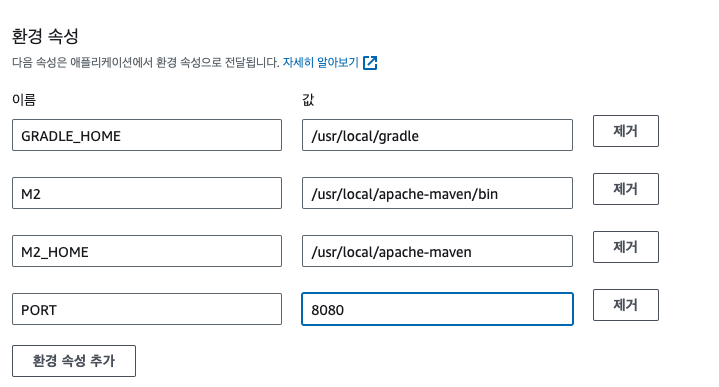 환경 속성
다음 속성은 애플리케이션에서 환경 속성으로 전달됩니다. 자세히 알아보기
이름 값
GRADLE_HOME /usr/local/gradle 제거
M2 /usr/local/apache-maven/bin 제거
M2_HOME /usr/local/apache-maven 제거
PORT 8080 제거
환경 속성 추가